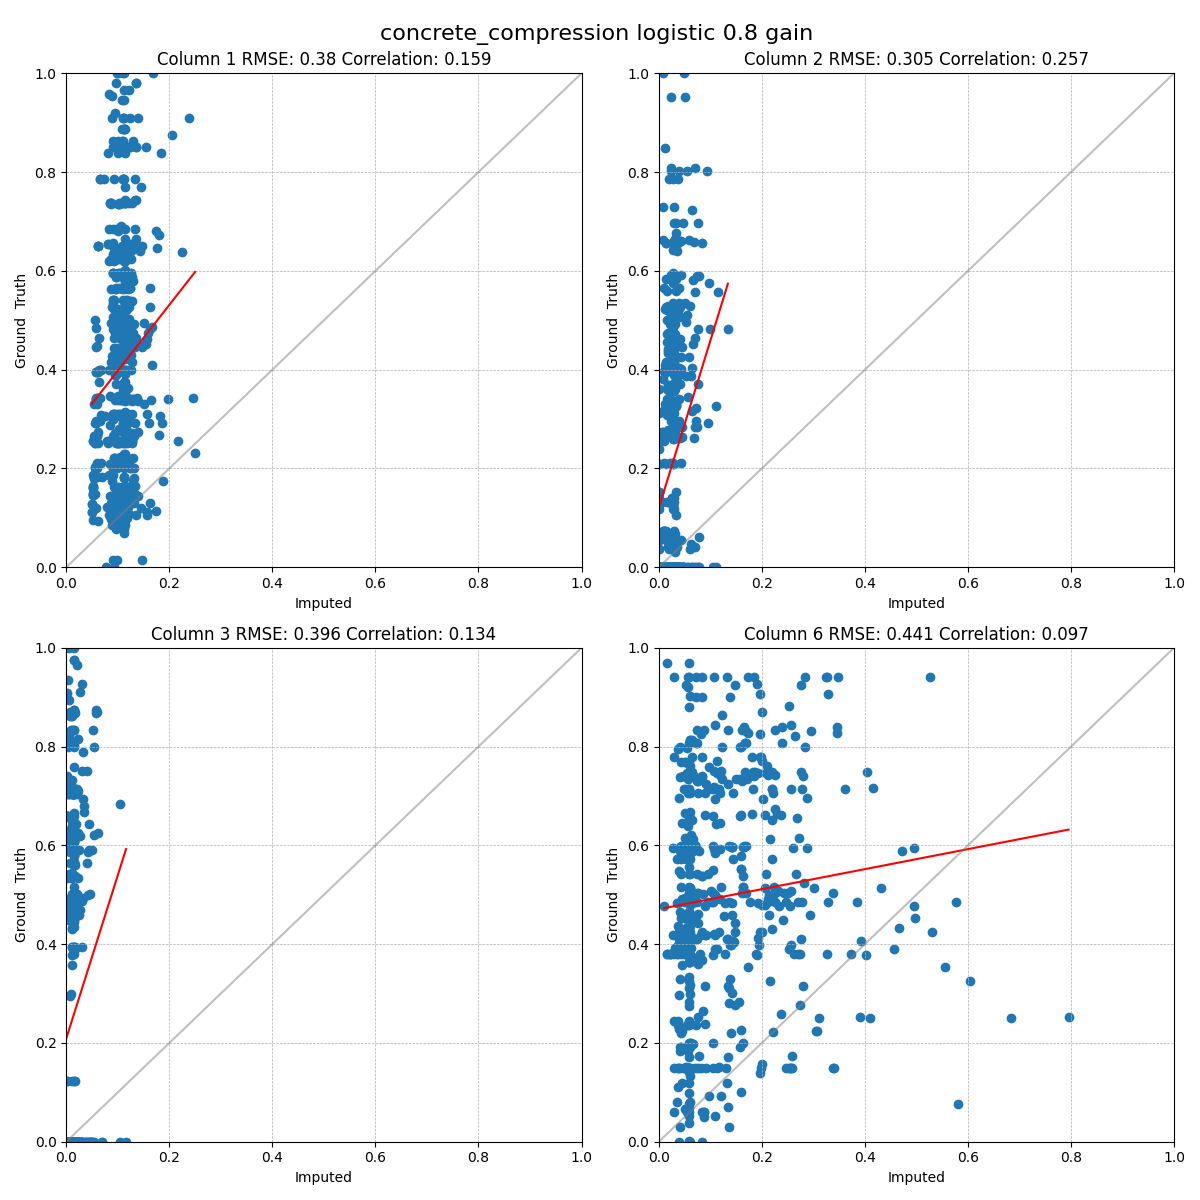 concrete_compression logistic 0.8 gain
Column 1 RMSE: 0.38 Correlation: 0.159
Column 2 RMSE: 0.305 Correlation: 0.257
1.0
0.8
0.6
0.4
0.2
0.0
Ground Truth
0.0 0.2 0.4 0.6 0.8 1.0
Imputed
1.0
0.8
0.6
0.4
0.2
0.0
Ground Truth
0.0 0.2 0.4 0.6 0.8 1.0
Imputed
Column 3 RMSE: 0.396 Correlation: 0.134
Column 6 RMSE: 0.441 Correlation: 0.097
1.0
0.8
0.6
0.4
0.2
0.0
Ground Truth
0.0 0.2 0.4 0.6 0.8 1.0
Imputed
1.0
0.8
0.6
0.4
0.2
0.0
Ground Truth
0.0 0.2 0.4 0.6 0.8 1.0
Imputed